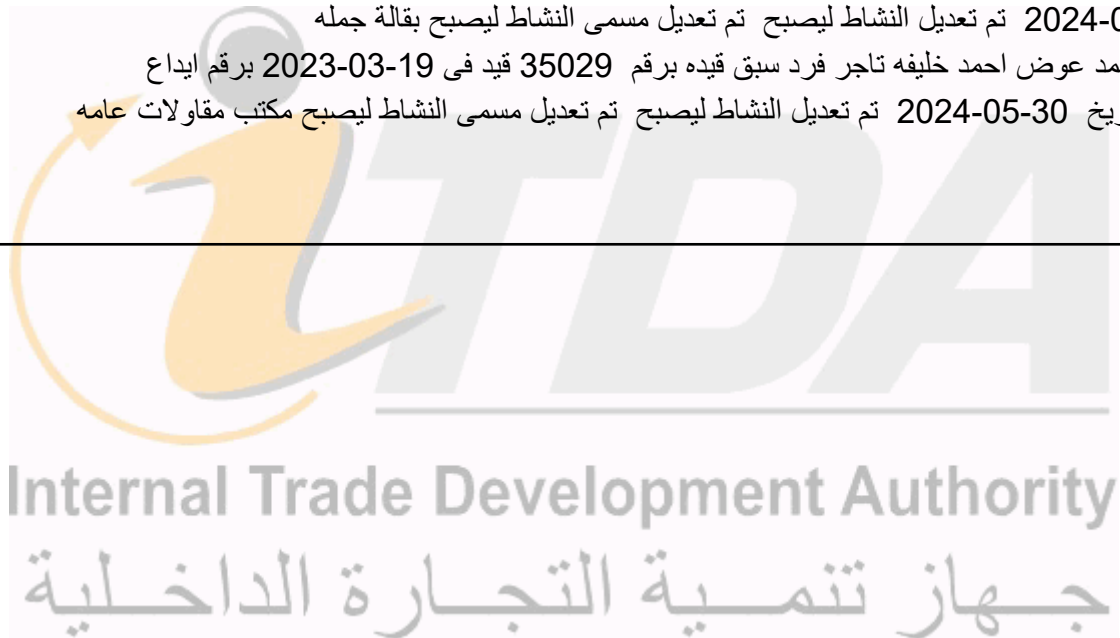 2024-0 تم تعديل النشاط ليصبح تم تعديل مسمى النشاط ليصبح بقالة جمله
مد عوض احمد خليفه تاجر فرد سبق قيده برقم 35029 قيد فى 19-03-2023 برقم ايداع
ريخ 30-05-2024 تم تعديل النشاط ليصبح تم تعديل مسمى النشاط ليصبح مكتب مقاولات عامه
iTDA
Internal Trade Development Authority
جهاز تنمية التجارة الداخلية